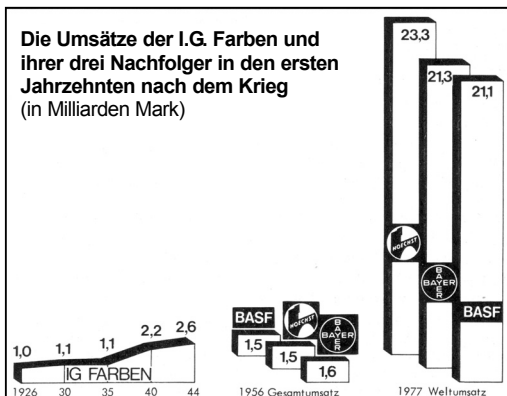 Die Umsätze der I.G. Farben und
ihrer drei Nachfolger in den ersten
Jahrzehnten nach dem Krieg
(in Milliarden Mark)
23,3
21,3
21,1
HOECHST
BAYER
BAYER
BASF
1,0
1,1
1,1
2,2
2,6
IG FARBEN
1926 30 35 40 44
BASF
HOECHST
BAYER
BAYER
1,5
1,5
1,6
1956 Gesamtumsatz
1977 Weltumsatz